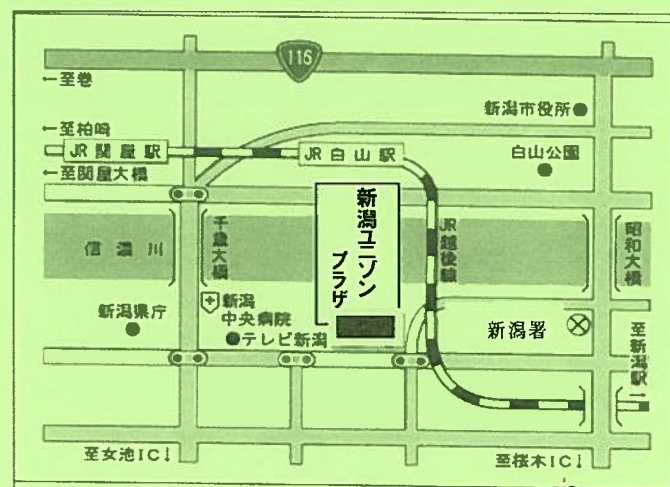 116
←至巻
新潟市役所
←至柏崎
JR関屋駅
JR白山駅
白山公園
←至関屋大橋
新潟ユニゾン
プラザ
信濃川
千歳大橋
JR越後線
昭和大橋
新潟県庁
新潟
中央病院
テレビ新潟
新潟署
至新潟駅→
至女池IC↓
至桜木IC↓